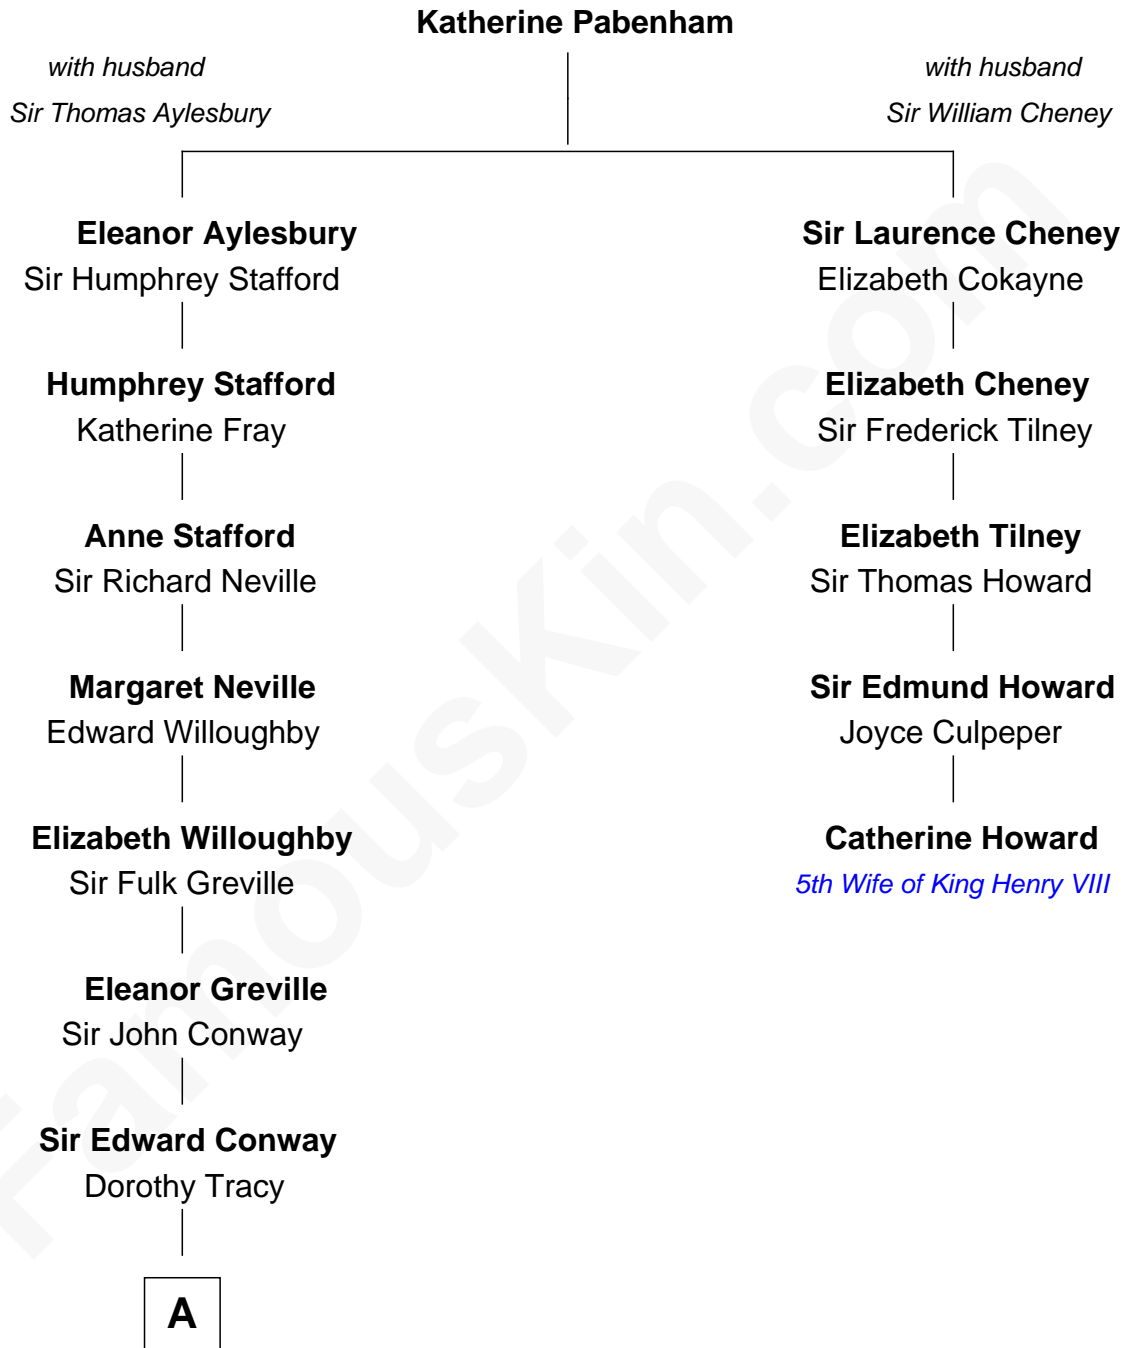 Katherine Pabenham
with husband
Sir Thomas Aylesbury
with husband
Sir William Cheney
Eleanor Aylesbury
Sir Humphrey Stafford
Humphrey Stafford
Katherine Fray
Anne Stafford
Sir Richard Neville
Margaret Neville
Edward Willoughby
Elizabeth Willoughby
Sir Fulk Greville
Eleanor Greville
Sir John Conway
Sir Edward Conway
Dorothy Tracy
A
Sir Laurence Cheney
Elizabeth Cokayne
Elizabeth Cheney
Sir Frederick Tilney
Elizabeth Tilney
Sir Thomas Howard
Sir Edmund Howard
Joyce Culpeper
Catherine Howard
5th Wife of King Henry VIII
FamousKin.com